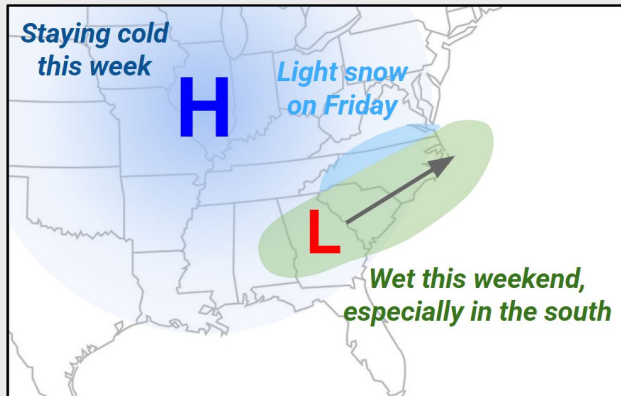 Staying cold
this week
H
Light snow
on Friday
L
Wet this weekend,
especially in the south